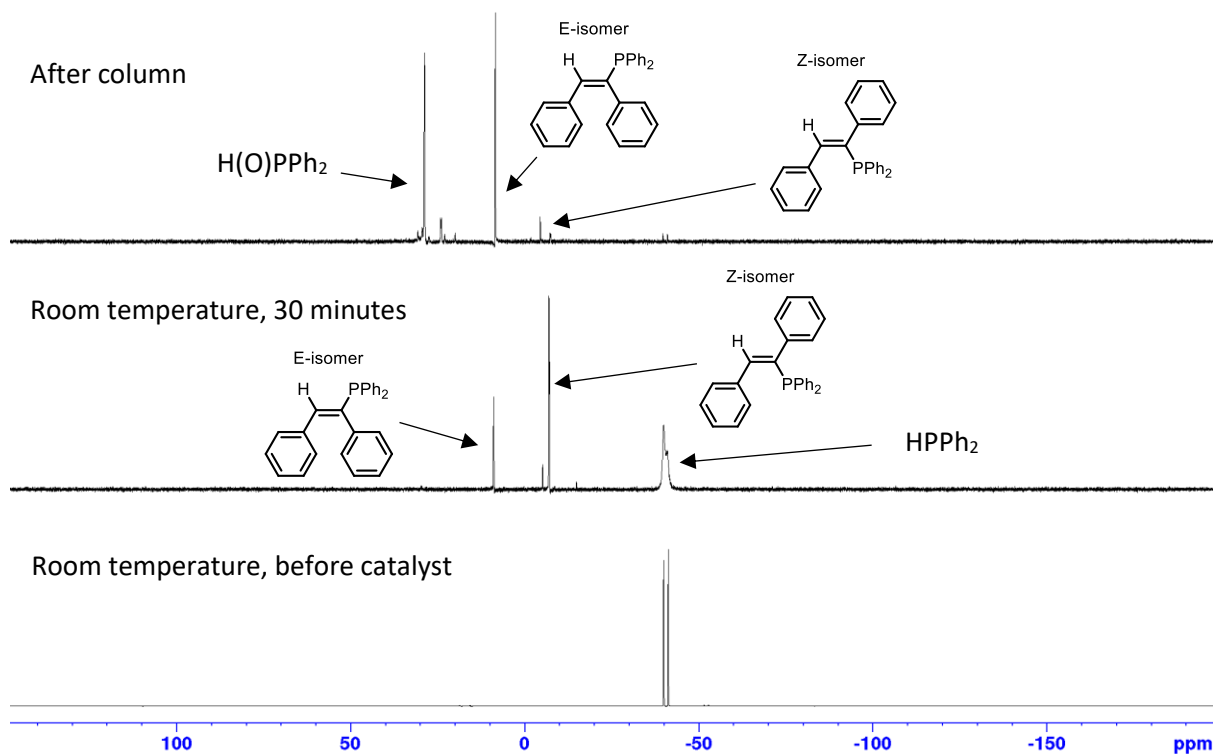 E-isomer
After column
H
PPh₂
Z-isomer
H
H(O)PPh₂
PPh₂
Z-isomer
Room temperature, 30 minutes
E-isomer
H
H
PPh₂
PPh₂
HPPh₂
Room temperature, before catalyst
100 50 0 -50 -100 -150 ppm